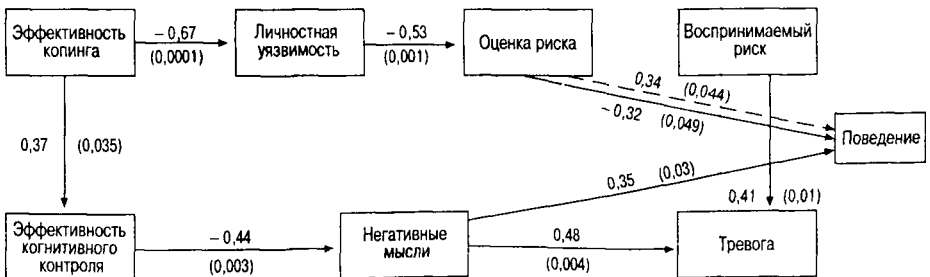 Эффективность
копинга
− 0,67
(0,0001)
Личностная
уязвимость
− 0,53
(0,001)
Оценка риска
Воспринимаемый
риск
0,34 (0,044)
− 0,32 (0,049)
Поведение
0,37 (0,035)
0,35 (0,03)
0,41 (0,01)
Эффективность
когнитивного
контроля
− 0,44
(0,003)
Негативные
мысли
0,48
(0,004)
Тревога